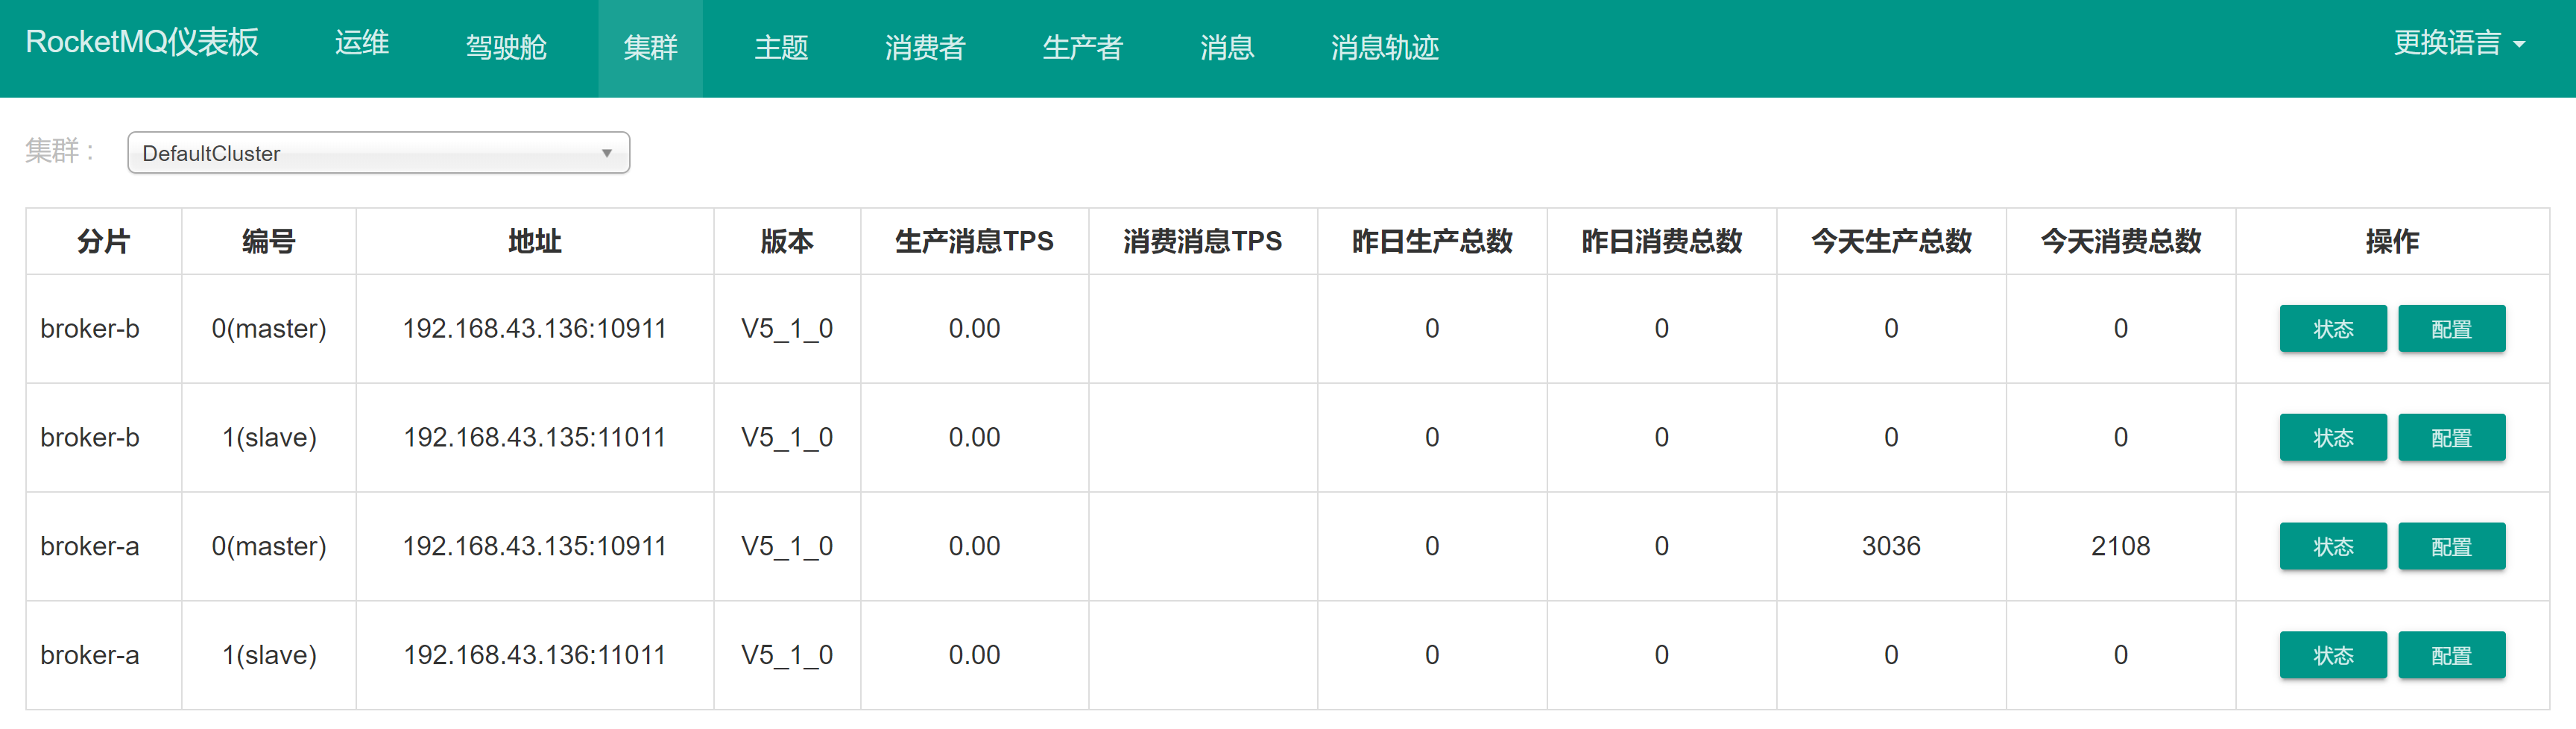 RocketMQ仪表板 运维 驾驶舱 集群 主题 消费者 生产者 消息 消息轨迹 更换语言
集群： DefaultCluster
分片 编号 地址 版本 生产消息TPS 消费消息TPS 昨日生产总数 昨日消费总数 今天生产总数 今天消费总数 操作
broker-b 0(master) 192.168.43.136:10911 V5_1_0 0.00 0 0 0 0 状态 配置
broker-b 1(slave) 192.168.43.135:11011 V5_1_0 0.00 0 0 0 0 状态 配置
broker-a 0(master) 192.168.43.135:10911 V5_1_0 0.00 0 0 3036 2108 状态 配置
broker-a 1(slave) 192.168.43.136:11011 V5_1_0 0.00 0 0 0 0 状态 配置